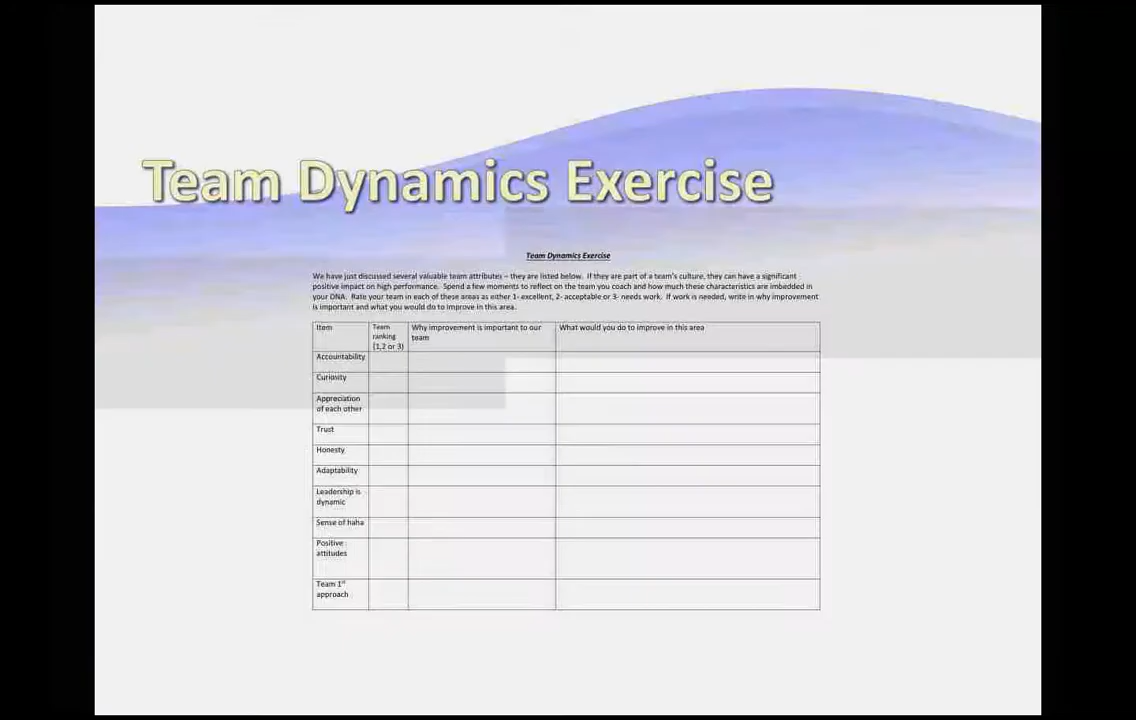 Team Dynamics Exercise
Team Dynamics Exercise
We have just discussed several valuable team attributes – they are listed below.  If they are part of a team's culture, they can have a significant
positive impact on high performance.  Spend a few moments to reflect on the team you coach and how much these characteristics are imbedded in
your DNA.  Rate your team in each of these areas as either 1- excellent, 2- acceptable or 3- needs work.  If work is needed, write in why improvement
is important and what you would do to improve in this area.
Item
Team
ranking
(1,2 or 3)
Why improvement is important to our
team
What would you do to improve in this area
Accountability
Curiosity
Appreciation
of each other
Trust
Honesty
Adaptability
Leadership is
dynamic
Sense of haha
Positive
attitudes
Team 1st
approach